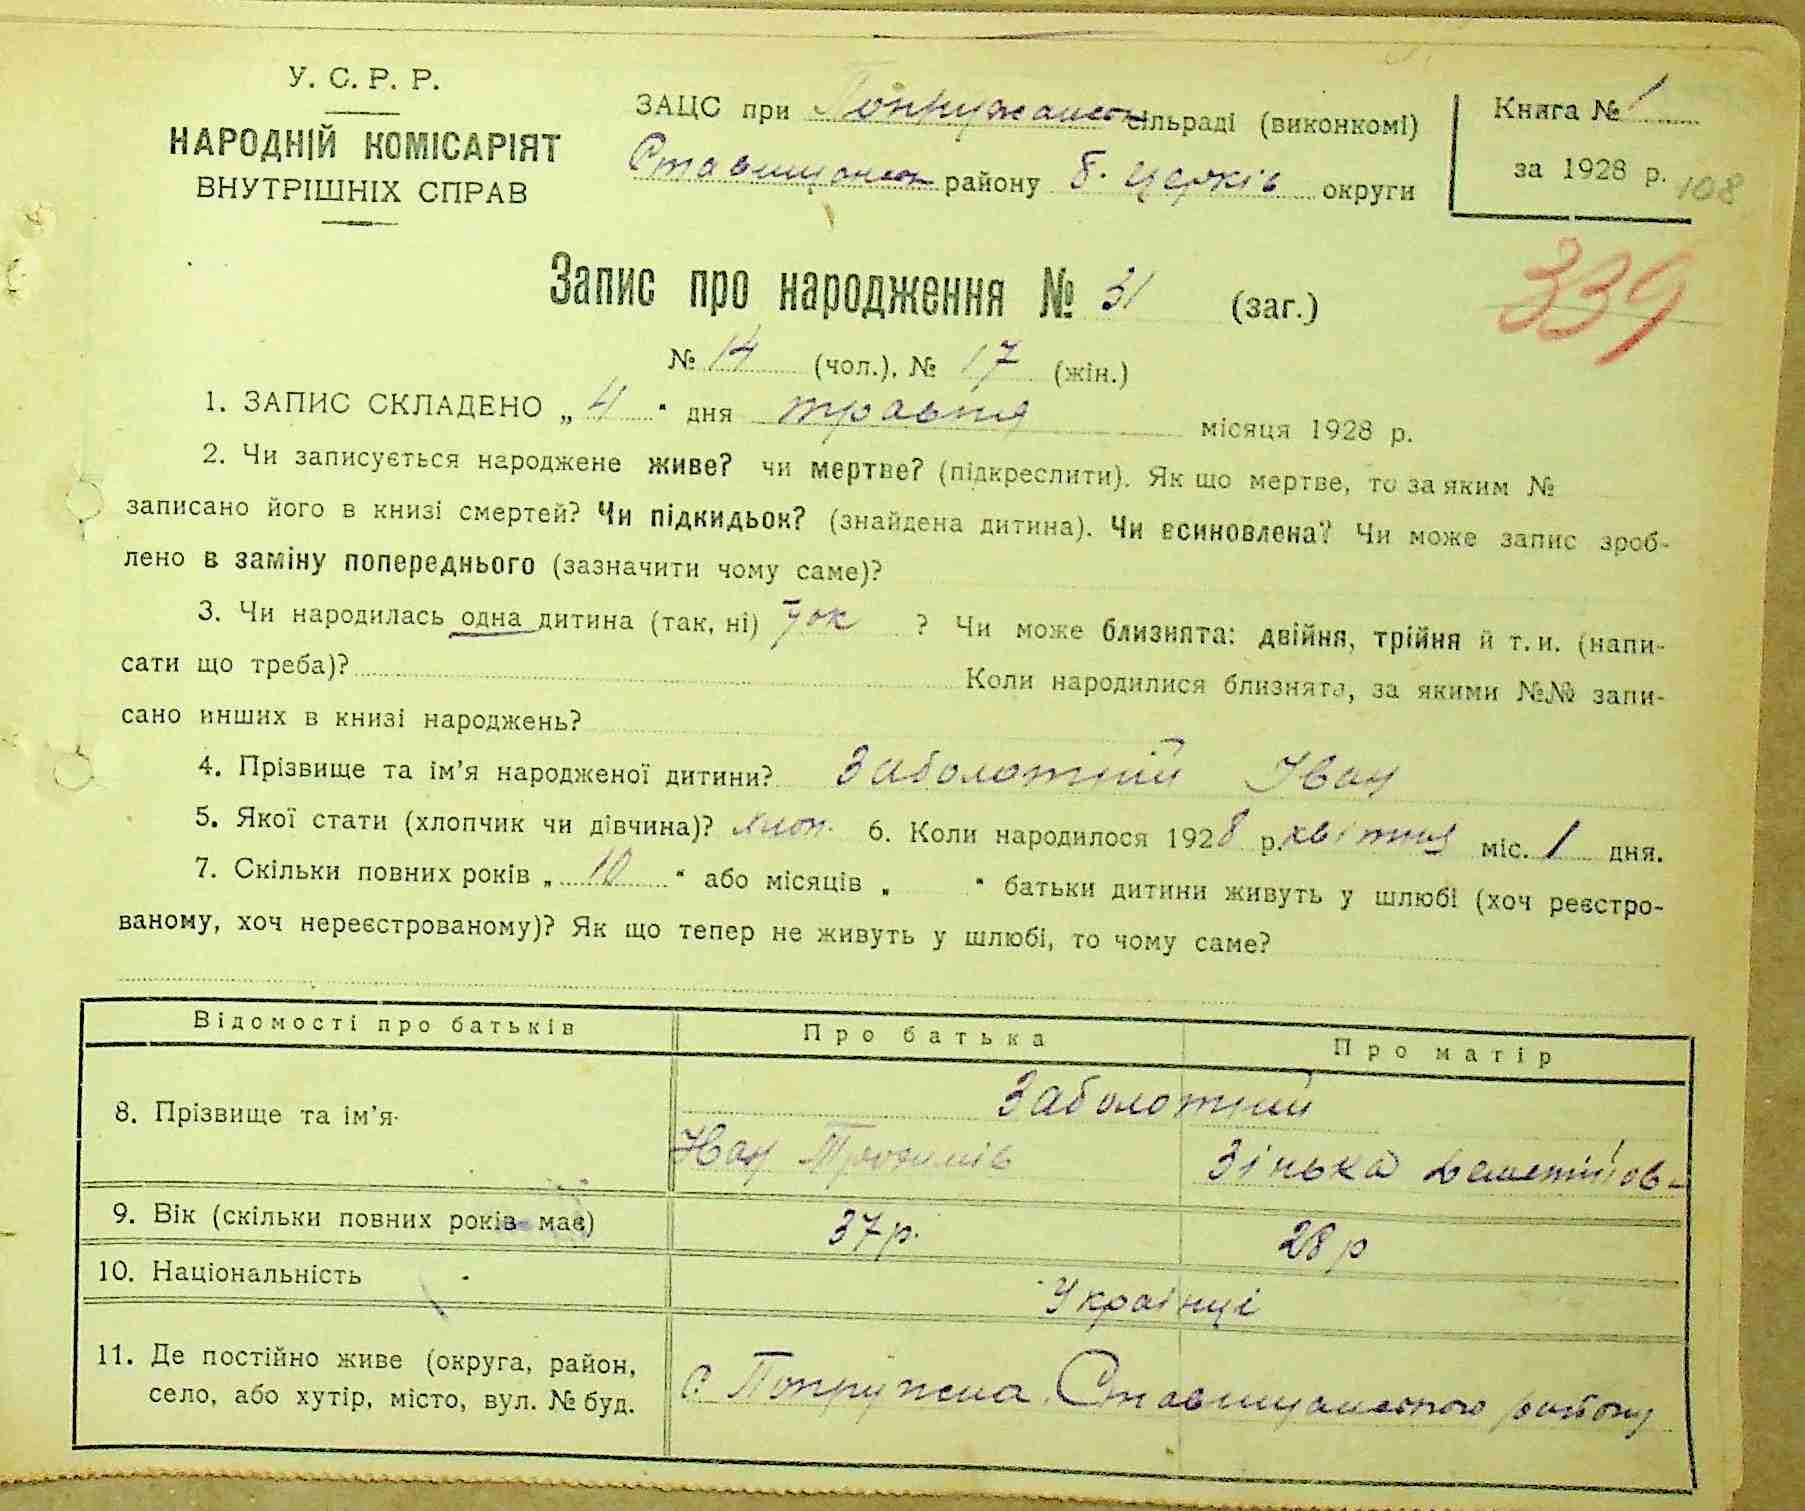 У. С. Р. Р.
НАРОДНІЙ КОМІСАРІЯТ
ВНУТРІШНІХ СПРАВ
ЗАЦС при Попружанськ сільраді (виконкомі)
Ставищанськ району Б. Церків округи
Книга № 1
за 1928 р.
108
339
Запис про народження № 31 (заг.)
№ 14 (чол.). № 17 (жін.)
1. ЗАПИС СКЛАДЕНО „ 4 “ дня травня місяця 1928 р.
2. Чи записується народжене живе? чи мертве? (підкреслити). Як що мертве, то за яким №
записано його в книзі смертей? Чи підкидьок? (знайдена дитина). Чи всиновлена? Чи може запис зроб-
лено в заміну попереднього (зазначити чому саме)?
3. Чи народилась одна дитина (так, ні) так ? Чи може близнята: двійня, трійня й т. и. (напи-
сати що треба)? Коли народилися близнята, за якими №№ запи-
сано инших в книзі народжень?
4. Прізвище та ім’я народженої дитини? Заболотний Іван
5. Якої стати (хлопчик чи дівчина)? хлоп. 6. Коли народилося 1928 р. квітня міс. 1 дня.
7. Скільки повних років „ 10 “ або місяців „ “ батьки дитини живуть у шлюбі (хоч реєстро-
ваному, хоч нереєстрованому)? Як що тепер не живуть у шлюбі, то чому саме?
Відомості про батьків Про батька Про матір
8. Прізвище та ім’я Заболотний
Іван Трохимів Зінька
9. Вік (скільки повних років має) 37 р. 28 р
10. Національність Українці
11. Де постійно живе (округа, район,
село, або хутір, місто, вул. № буд.
с. Попружна Ставищанського району